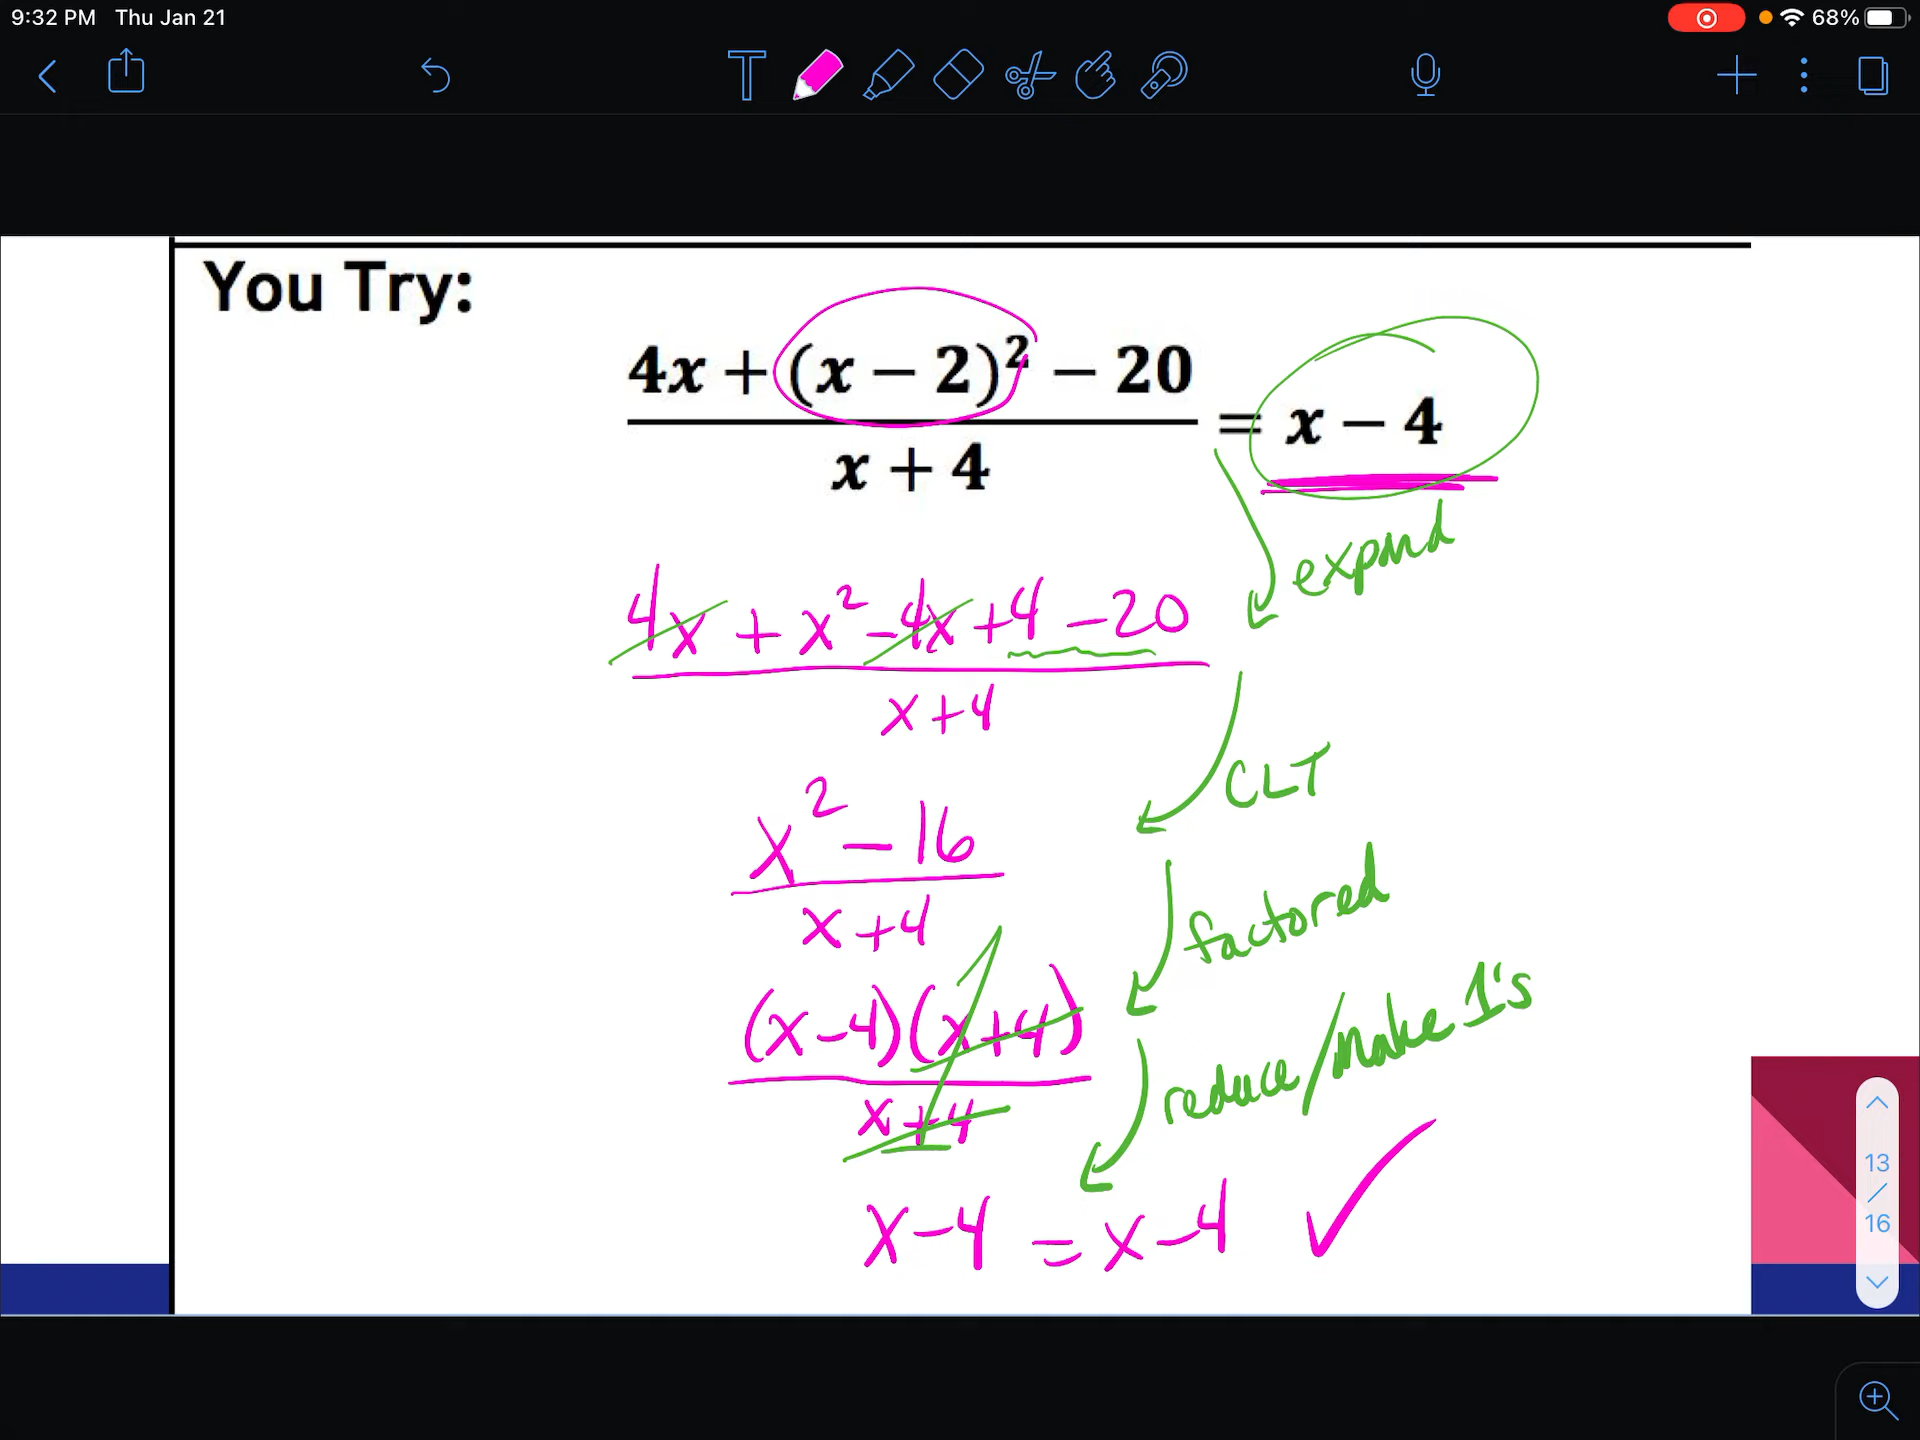 9:32 PM Thu Jan 21
68%
T
You Try:
4x + (x − 2)² − 20
= x − 4
x + 4
expand
4x + x² − 4x + 4 − 20
x + 4
CLT
x² − 16
x + 4
factored
(x − 4)(x + 4)
1
x + 4
reduce/make 1's
x − 4 = x − 4 ✓
13
/
16